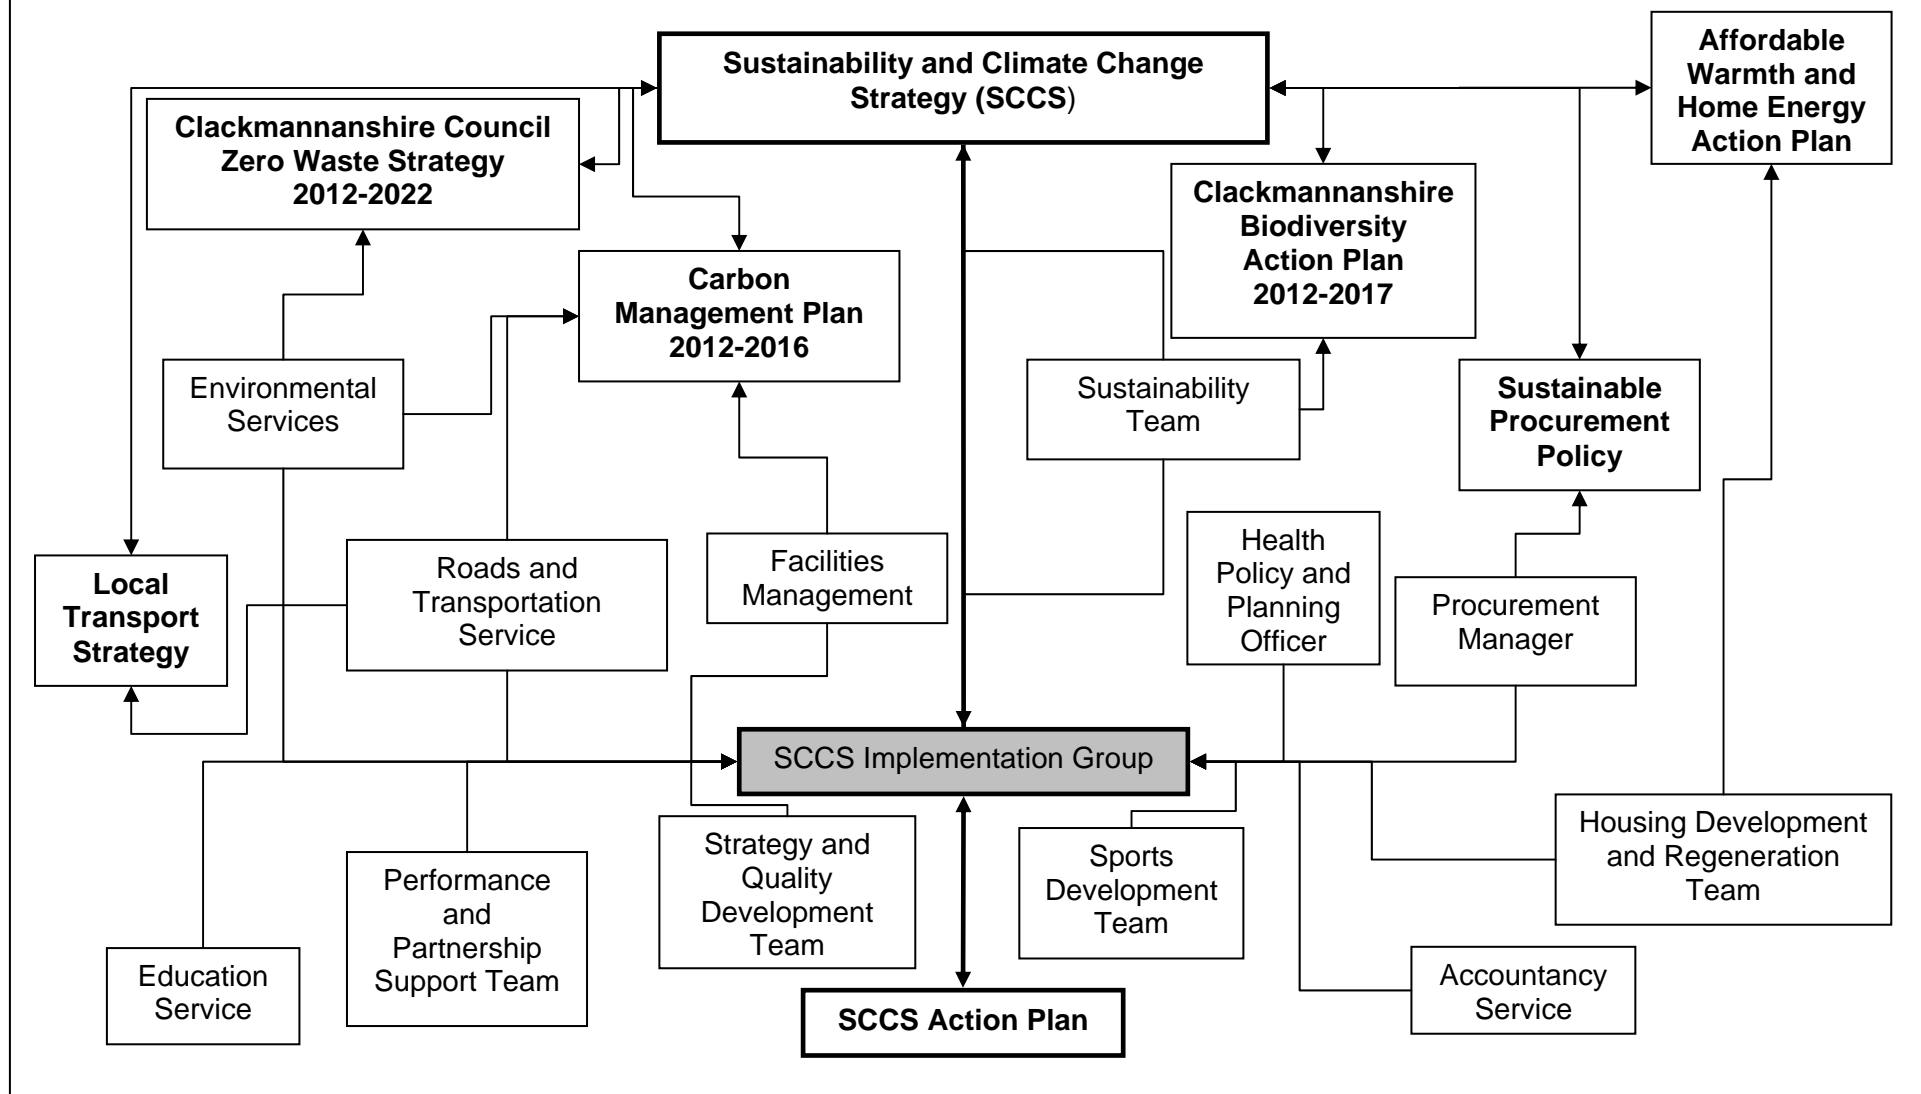 Sustainability and Climate Change
Strategy (SCCS)
Affordable
Warmth and
Home Energy
Action Plan
Clackmannanshire Council
Zero Waste Strategy
2012-2022
Clackmannanshire
Biodiversity
Action Plan
2012-2017
Carbon
Management Plan
2012-2016
Environmental
Services
Sustainability
Team
Sustainable
Procurement
Policy
Local
Transport
Strategy
Roads and
Transportation
Service
Facilities
Management
Health
Policy and
Planning
Officer
Procurement
Manager
SCCS Implementation Group
Housing Development
and Regeneration
Team
Strategy and
Quality
Development
Team
Sports
Development
Team
Performance
and
Partnership
Support Team
Education
Service
Accountancy
Service
SCCS Action Plan